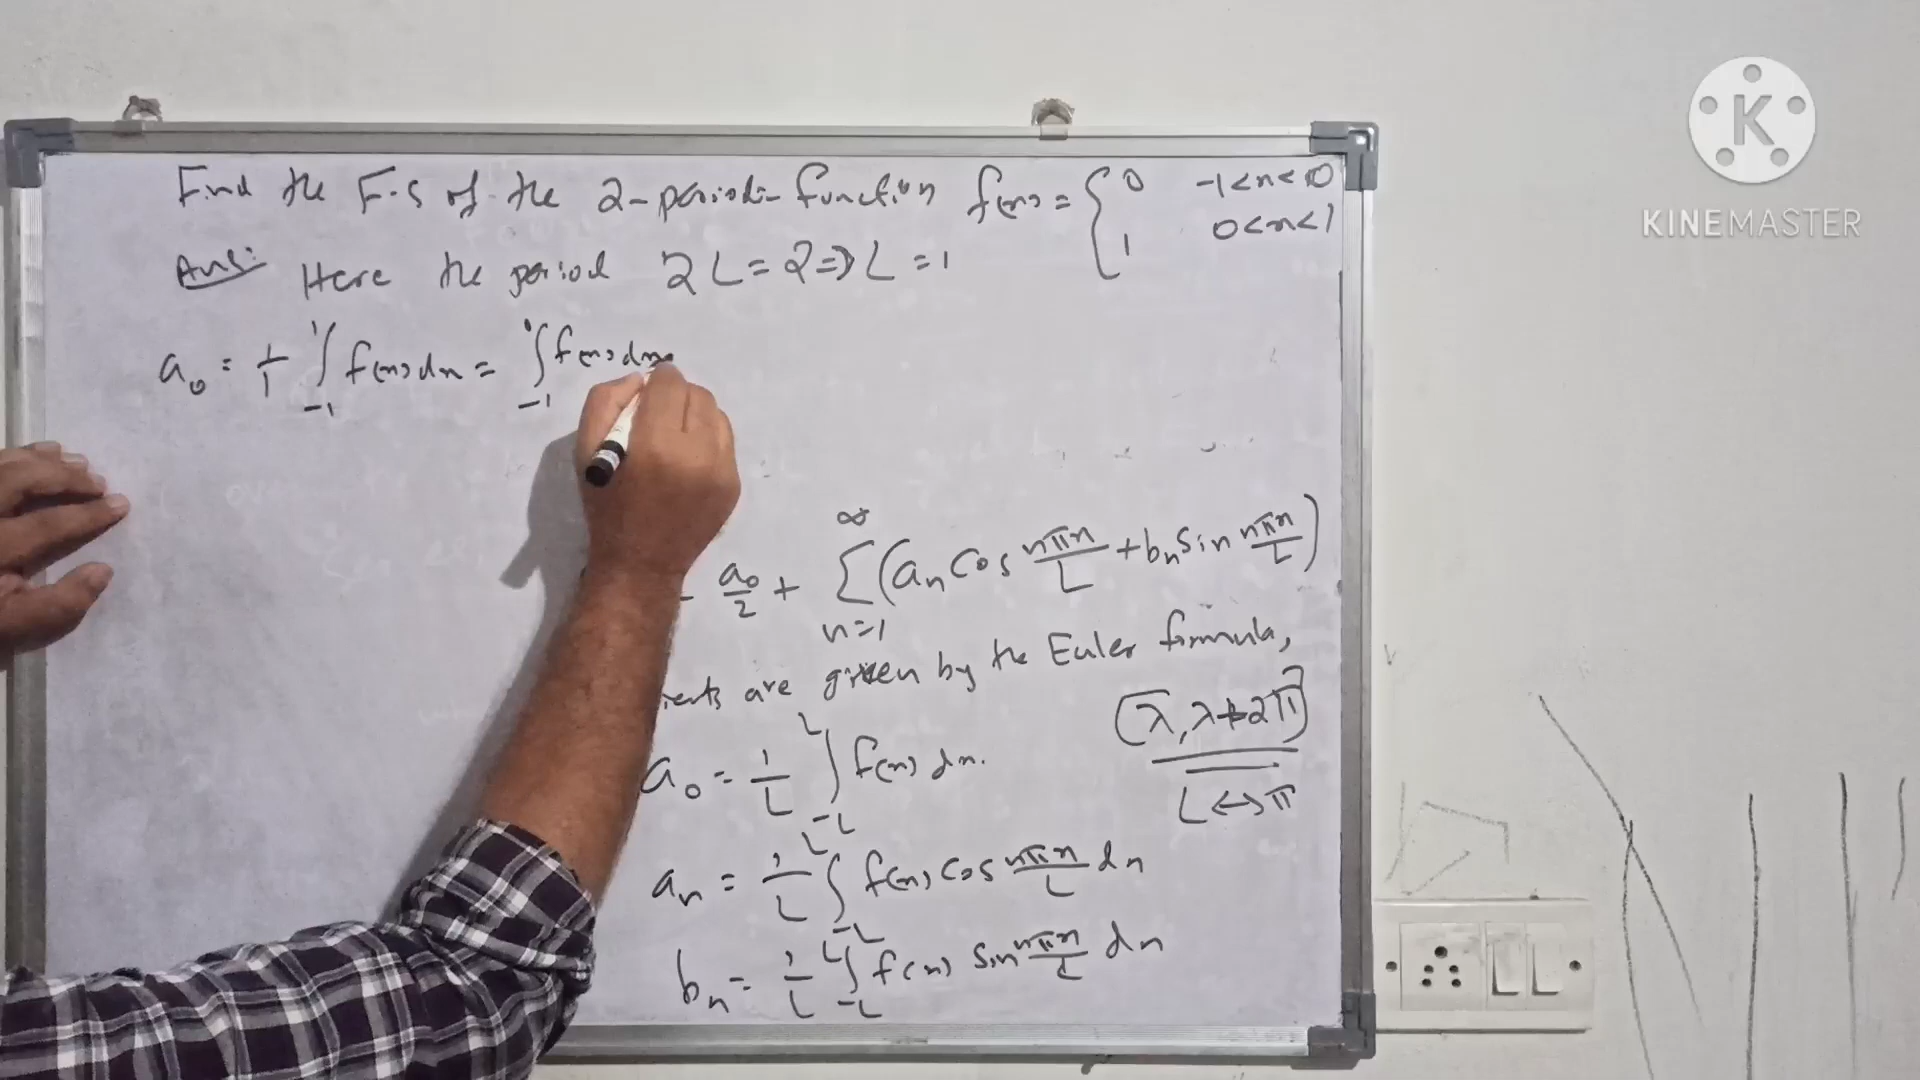 Find the F.S of the 2-periodic function f(x) = { 0 -1<x<0
1 0<x<1
Ans: Here the period 2L = 2 ⇒ L = 1
a₀ = 1/1 ∫₋₁¹ f(x) dx = ∫₋₁⁰ f(x) dx
a₀/2 + ∑ₙ₌₁^∞ (aₙ cos nπx/L + bₙ sin nπx/L)
are given by the Euler formula,
a₀ = 1/L ∫₋L^L f(x) dx.
(λ, λ+2π)
L ↔ π
aₙ = 1/L ∫₋L^L f(x) cos nπx/L dx
bₙ = 1/L ∫₋L^L f(x) sin nπx/L dx
K
KINEMASTER